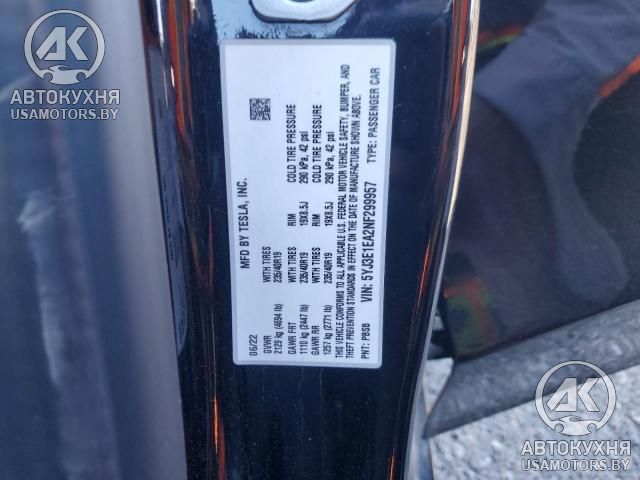 AK
АВТОКУХНЯ
USAMOTORS.BY
MFD BY TESLA, INC.
06/22
GVWR WITH TIRES RIM COLD TIRE PRESSURE
2129 kg (4694 lb) 235/40R19 19X8.5J 290 kPa, 42 psi
GAWR FRT WITH TIRES RIM COLD TIRE PRESSURE
1110 kg (2447 lb) 235/40R19 19X8.5J 290 kPa, 42 psi
GAWR RR
1257 kg (2771 lb)
THIS VEHICLE CONFORMS TO ALL APPLICABLE U.S. FEDERAL MOTOR VEHICLE SAFETY, BUMPER, AND
THEFT PREVENTION STANDARDS IN EFFECT ON THE DATE OF MANUFACTURE SHOWN ABOVE.
VIN: 5YJ3E1EA2NF299957 TYPE: PASSENGER CAR
PNT: PBSB
AK
АВТОКУХНЯ
USAMOTORS.BY